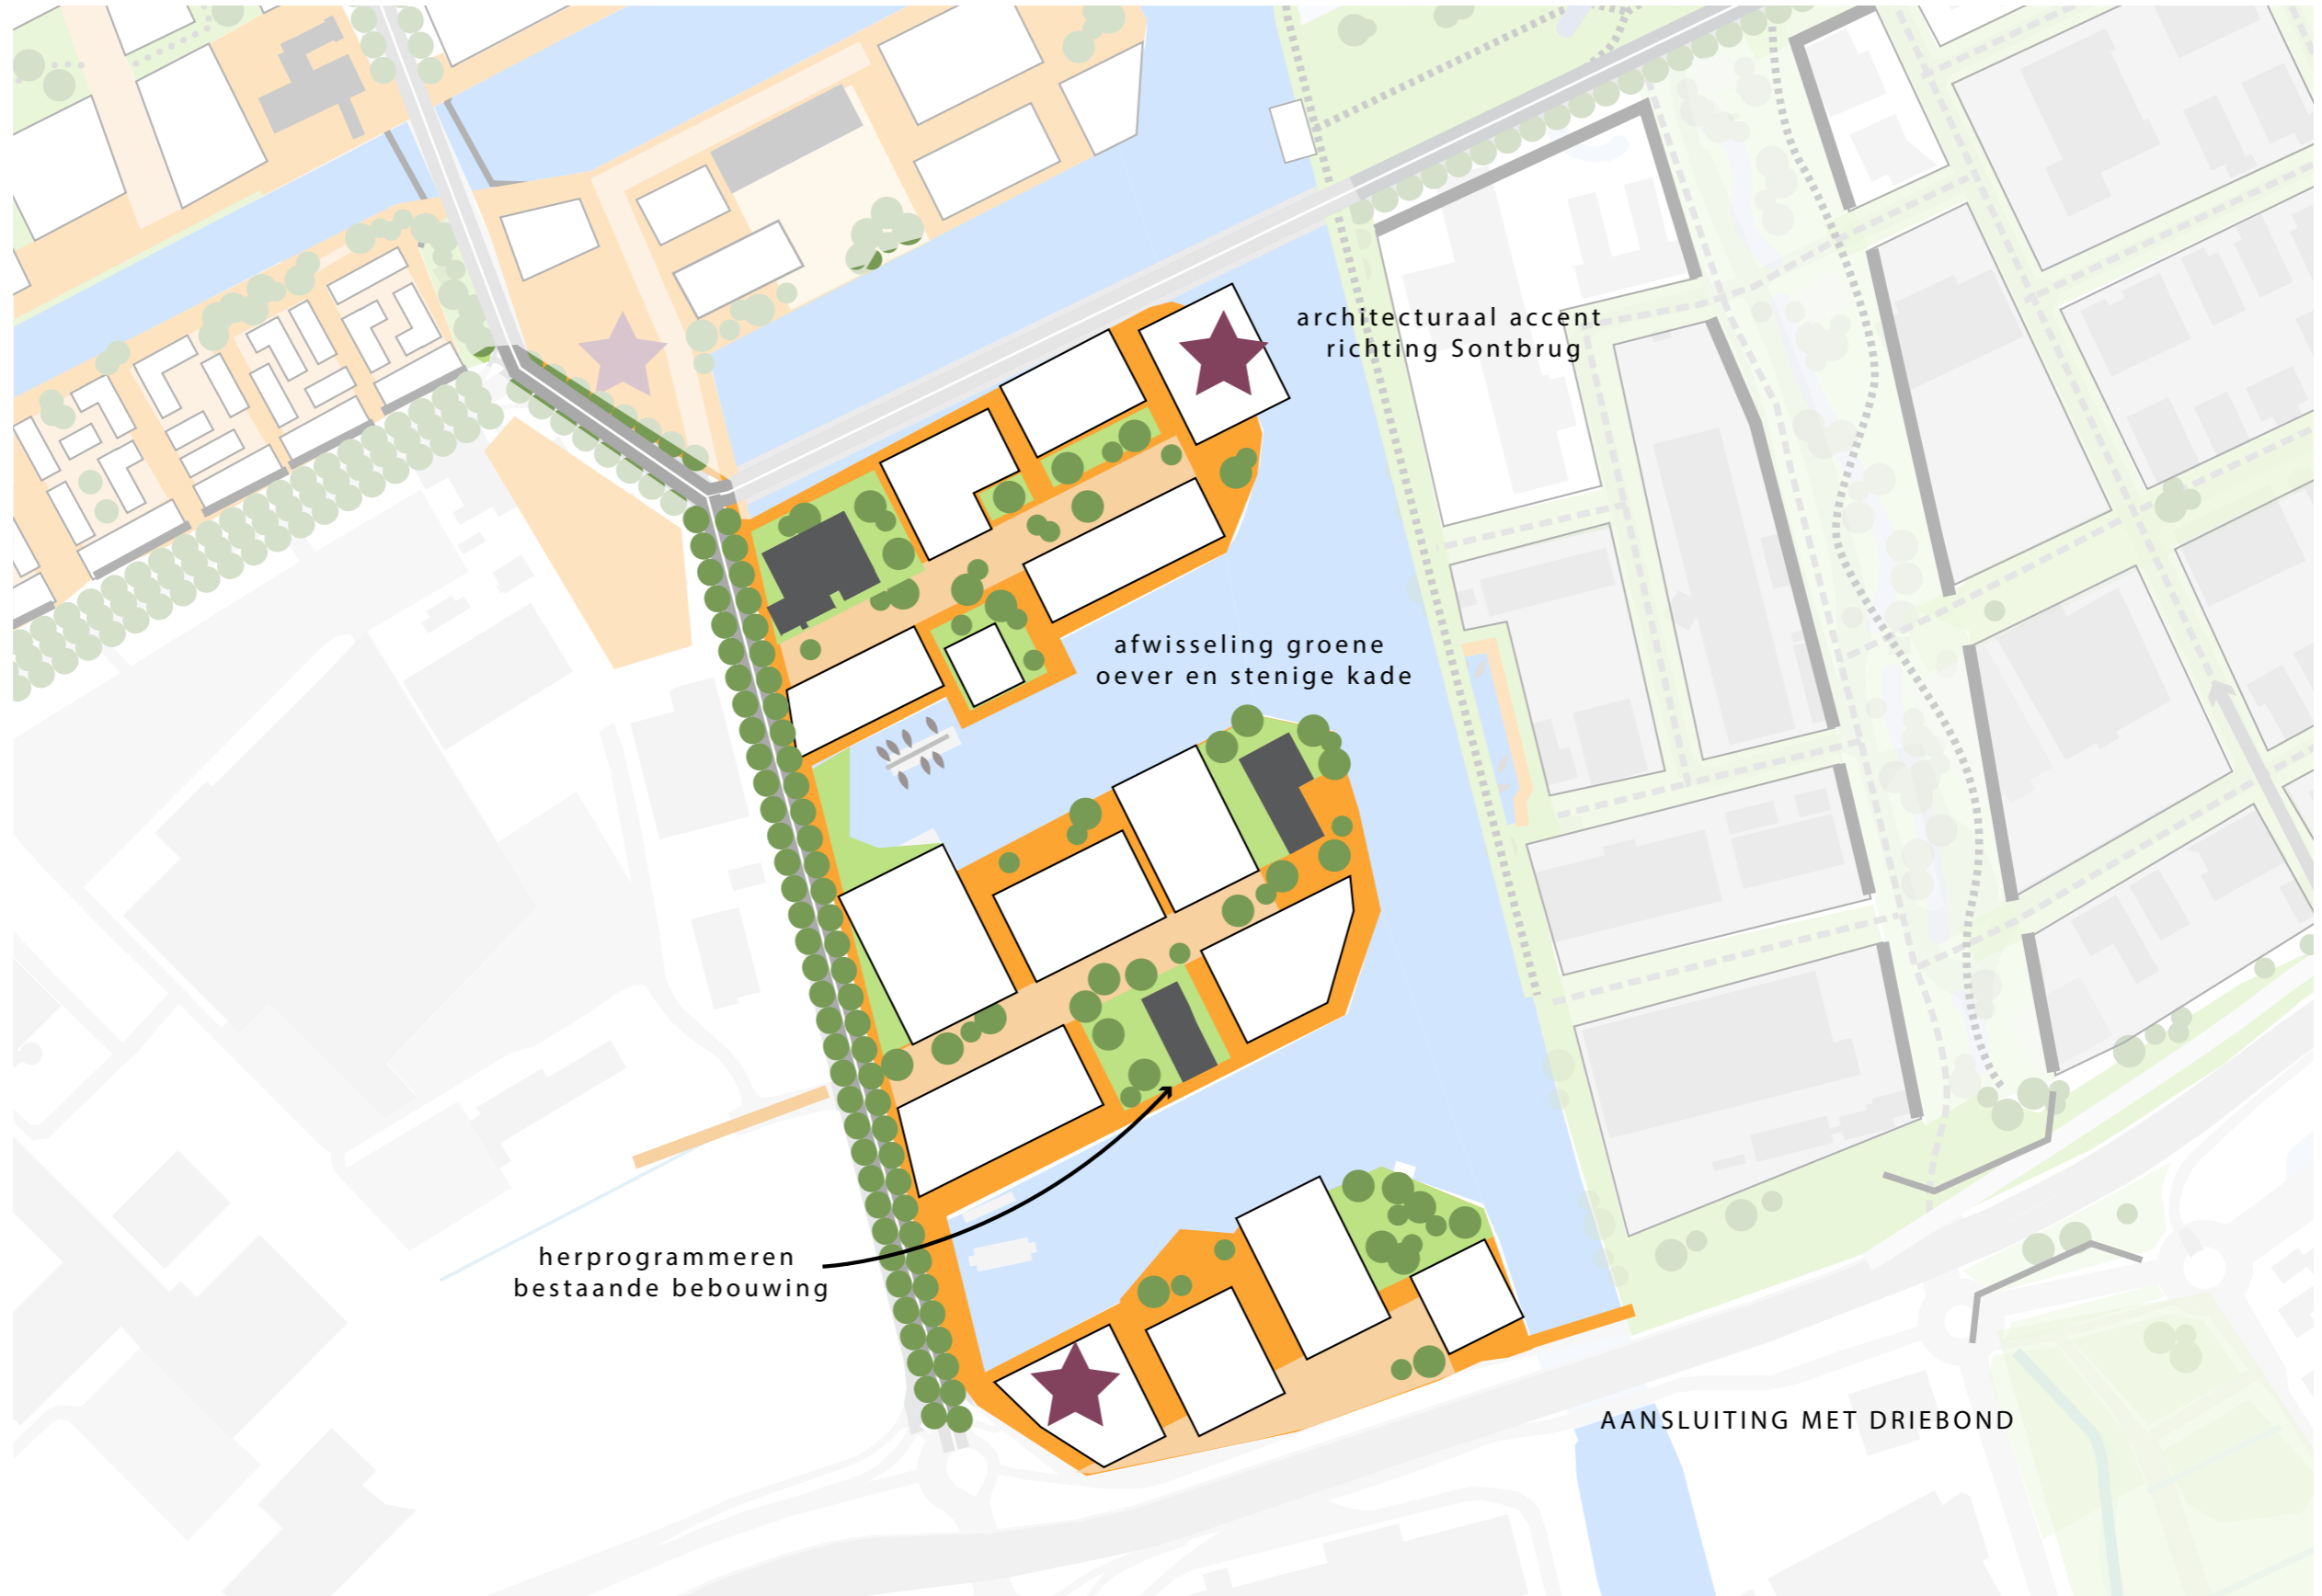 architecturaal accent
richting Sontbrug
afwisseling groene
oever en stenige kade
herprogrammeren
bestaande bebouwing
AANSLUITING MET DRIEBOND